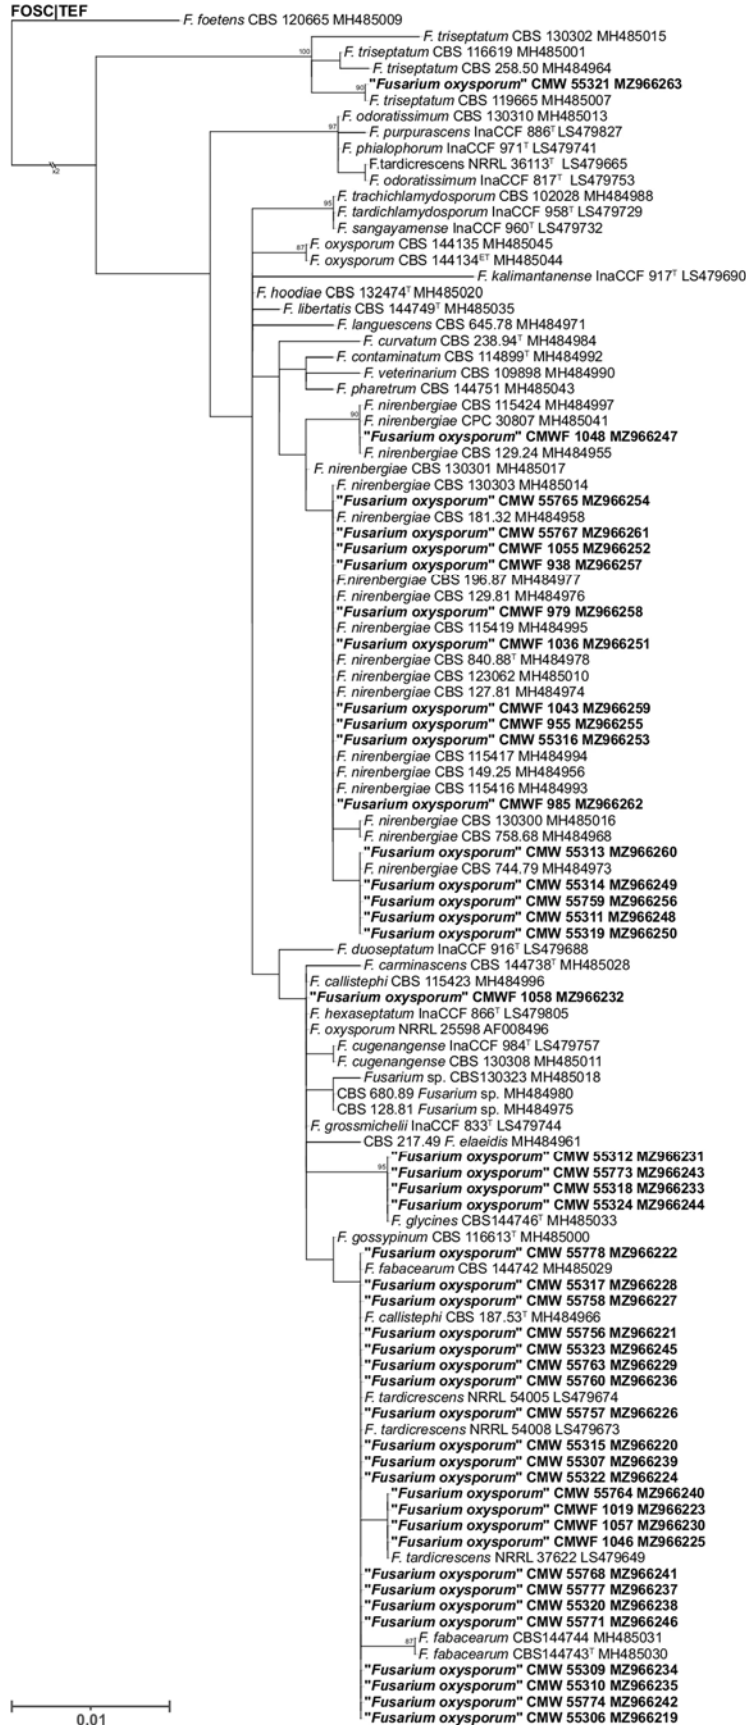 FOSC|TEF
F. foetens CBS 120665 MH485009
F. triseptatum CBS 130302 MH485015
F. triseptatum CBS 116619 MH485001
100
F. triseptatum CBS 258.50 MH484964
"Fusarium oxysporum" CMW 55321 MZ966263
90
F. triseptatum CBS 119665 MH485007
F. odoratissimum CBS 130310 MH485013
97
F. purpurascens InaCCF 886ᵀ LS479827
F. phialophorum InaCCF 971ᵀ LS479741
F.tardicrescens NRRL 36113ᵀ LS479665
x2
F. odoratissimum InaCCF 817ᵀ LS479753
F. trachichlamydosporum CBS 102028 MH484988
95
F. tardichlamydosporum InaCCF 958ᵀ LS479729
F. sangayamense InaCCF 960ᵀ LS479732
F. oxysporum CBS 144135 MH485045
87
F. oxysporum CBS 144134ᴱᵀ MH485044
F. kalimantanense InaCCF 917ᵀ LS479690
F. hoodiae CBS 132474ᵀ MH485020
F. libertatis CBS 144749ᵀ MH485035
F. languescens CBS 645.78 MH484971
F. curvatum CBS 238.94ᵀ MH484984
F. contaminatum CBS 114899ᵀ MH484992
F. veterinarium CBS 109898 MH484990
F. pharetrum CBS 144751 MH485043
F. nirenbergiae CBS 115424 MH484997
90
F. nirenbergiae CPC 30807 MH485041
"Fusarium oxysporum" CMWF 1048 MZ966247
F. nirenbergiae CBS 129.24 MH484955
F. nirenbergiae CBS 130301 MH485017
F. nirenbergiae CBS 130303 MH485014
"Fusarium oxysporum" CMW 55765 MZ966254
F. nirenbergiae CBS 181.32 MH484958
"Fusarium oxysporum" CMW 55767 MZ966261
"Fusarium oxysporum" CMWF 1055 MZ966252
"Fusarium oxysporum" CMWF 938 MZ966257
F.nirenbergiae CBS 196.87 MH484977
F. nirenbergiae CBS 129.81 MH484976
"Fusarium oxysporum" CMWF 979 MZ966258
F. nirenbergiae CBS 115419 MH484995
"Fusarium oxysporum" CMWF 1036 MZ966251
F. nirenbergiae CBS 840.88ᵀ MH484978
F. nirenbergiae CBS 123062 MH485010
F. nirenbergiae CBS 127.81 MH484974
"Fusarium oxysporum" CMWF 1043 MZ966259
"Fusarium oxysporum" CMWF 955 MZ966255
"Fusarium oxysporum" CMW 55316 MZ966253
F. nirenbergiae CBS 115417 MH484994
F. nirenbergiae CBS 149.25 MH484956
F. nirenbergiae CBS 115416 MH484993
"Fusarium oxysporum" CMWF 985 MZ966262
F. nirenbergiae CBS 130300 MH485016
F. nirenbergiae CBS 758.68 MH484968
"Fusarium oxysporum" CMW 55313 MZ966260
F. nirenbergiae CBS 744.79 MH484973
"Fusarium oxysporum" CMW 55314 MZ966249
"Fusarium oxysporum" CMW 55759 MZ966256
"Fusarium oxysporum" CMW 55311 MZ966248
"Fusarium oxysporum" CMW 55319 MZ966250
F. duoseptatum InaCCF 916ᵀ LS479688
F. carminascens CBS 144738ᵀ MH485028
F. callistephi CBS 115423 MH484996
"Fusarium oxysporum" CMWF 1058 MZ966232
F. hexaseptatum InaCCF 866ᵀ LS479805
F. oxysporum NRRL 25598 AF008496
F. cugenangense InaCCF 984ᵀ LS479757
F. cugenangense CBS 130308 MH485011
Fusarium sp. CBS130323 MH485018
CBS 680.89 Fusarium sp. MH484980
CBS 128.81 Fusarium sp. MH484975
F. grossmichelii InaCCF 833ᵀ LS479744
CBS 217.49 F. elaeidis MH484961
"Fusarium oxysporum" CMW 55312 MZ966231
95
"Fusarium oxysporum" CMW 55773 MZ966243
"Fusarium oxysporum" CMW 55318 MZ966233
"Fusarium oxysporum" CMW 55324 MZ966244
F. glycines CBS144746ᵀ MH485033
F. gossypinum CBS 116613ᵀ MH485000
"Fusarium oxysporum" CMW 55778 MZ966222
F. fabacearum CBS 144742 MH485029
"Fusarium oxysporum" CMW 55317 MZ966228
"Fusarium oxysporum" CMW 55758 MZ966227
F. callistephi CBS 187.53ᵀ MH484966
"Fusarium oxysporum" CMW 55756 MZ966221
"Fusarium oxysporum" CMW 55323 MZ966245
"Fusarium oxysporum" CMW 55763 MZ966229
"Fusarium oxysporum" CMW 55760 MZ966236
F. tardicrescens NRRL 54005 LS479674
"Fusarium oxysporum" CMW 55757 MZ966226
F. tardicrescens NRRL 54008 LS479673
"Fusarium oxysporum" CMW 55315 MZ966220
"Fusarium oxysporum" CMW 55307 MZ966239
"Fusarium oxysporum" CMW 55322 MZ966224
"Fusarium oxysporum" CMW 55764 MZ966240
"Fusarium oxysporum" CMWF 1019 MZ966223
"Fusarium oxysporum" CMWF 1057 MZ966230
"Fusarium oxysporum" CMWF 1046 MZ966225
F. tardicrescens NRRL 37622 LS479649
"Fusarium oxysporum" CMW 55768 MZ966241
"Fusarium oxysporum" CMW 55777 MZ966237
"Fusarium oxysporum" CMW 55320 MZ966238
"Fusarium oxysporum" CMW 55771 MZ966246
87
F. fabacearum CBS144744 MH485031
F. fabacearum CBS144743ᵀ MH485030
"Fusarium oxysporum" CMW 55309 MZ966234
"Fusarium oxysporum" CMW 55310 MZ966235
"Fusarium oxysporum" CMW 55774 MZ966242
"Fusarium oxysporum" CMW 55306 MZ966219
0.01